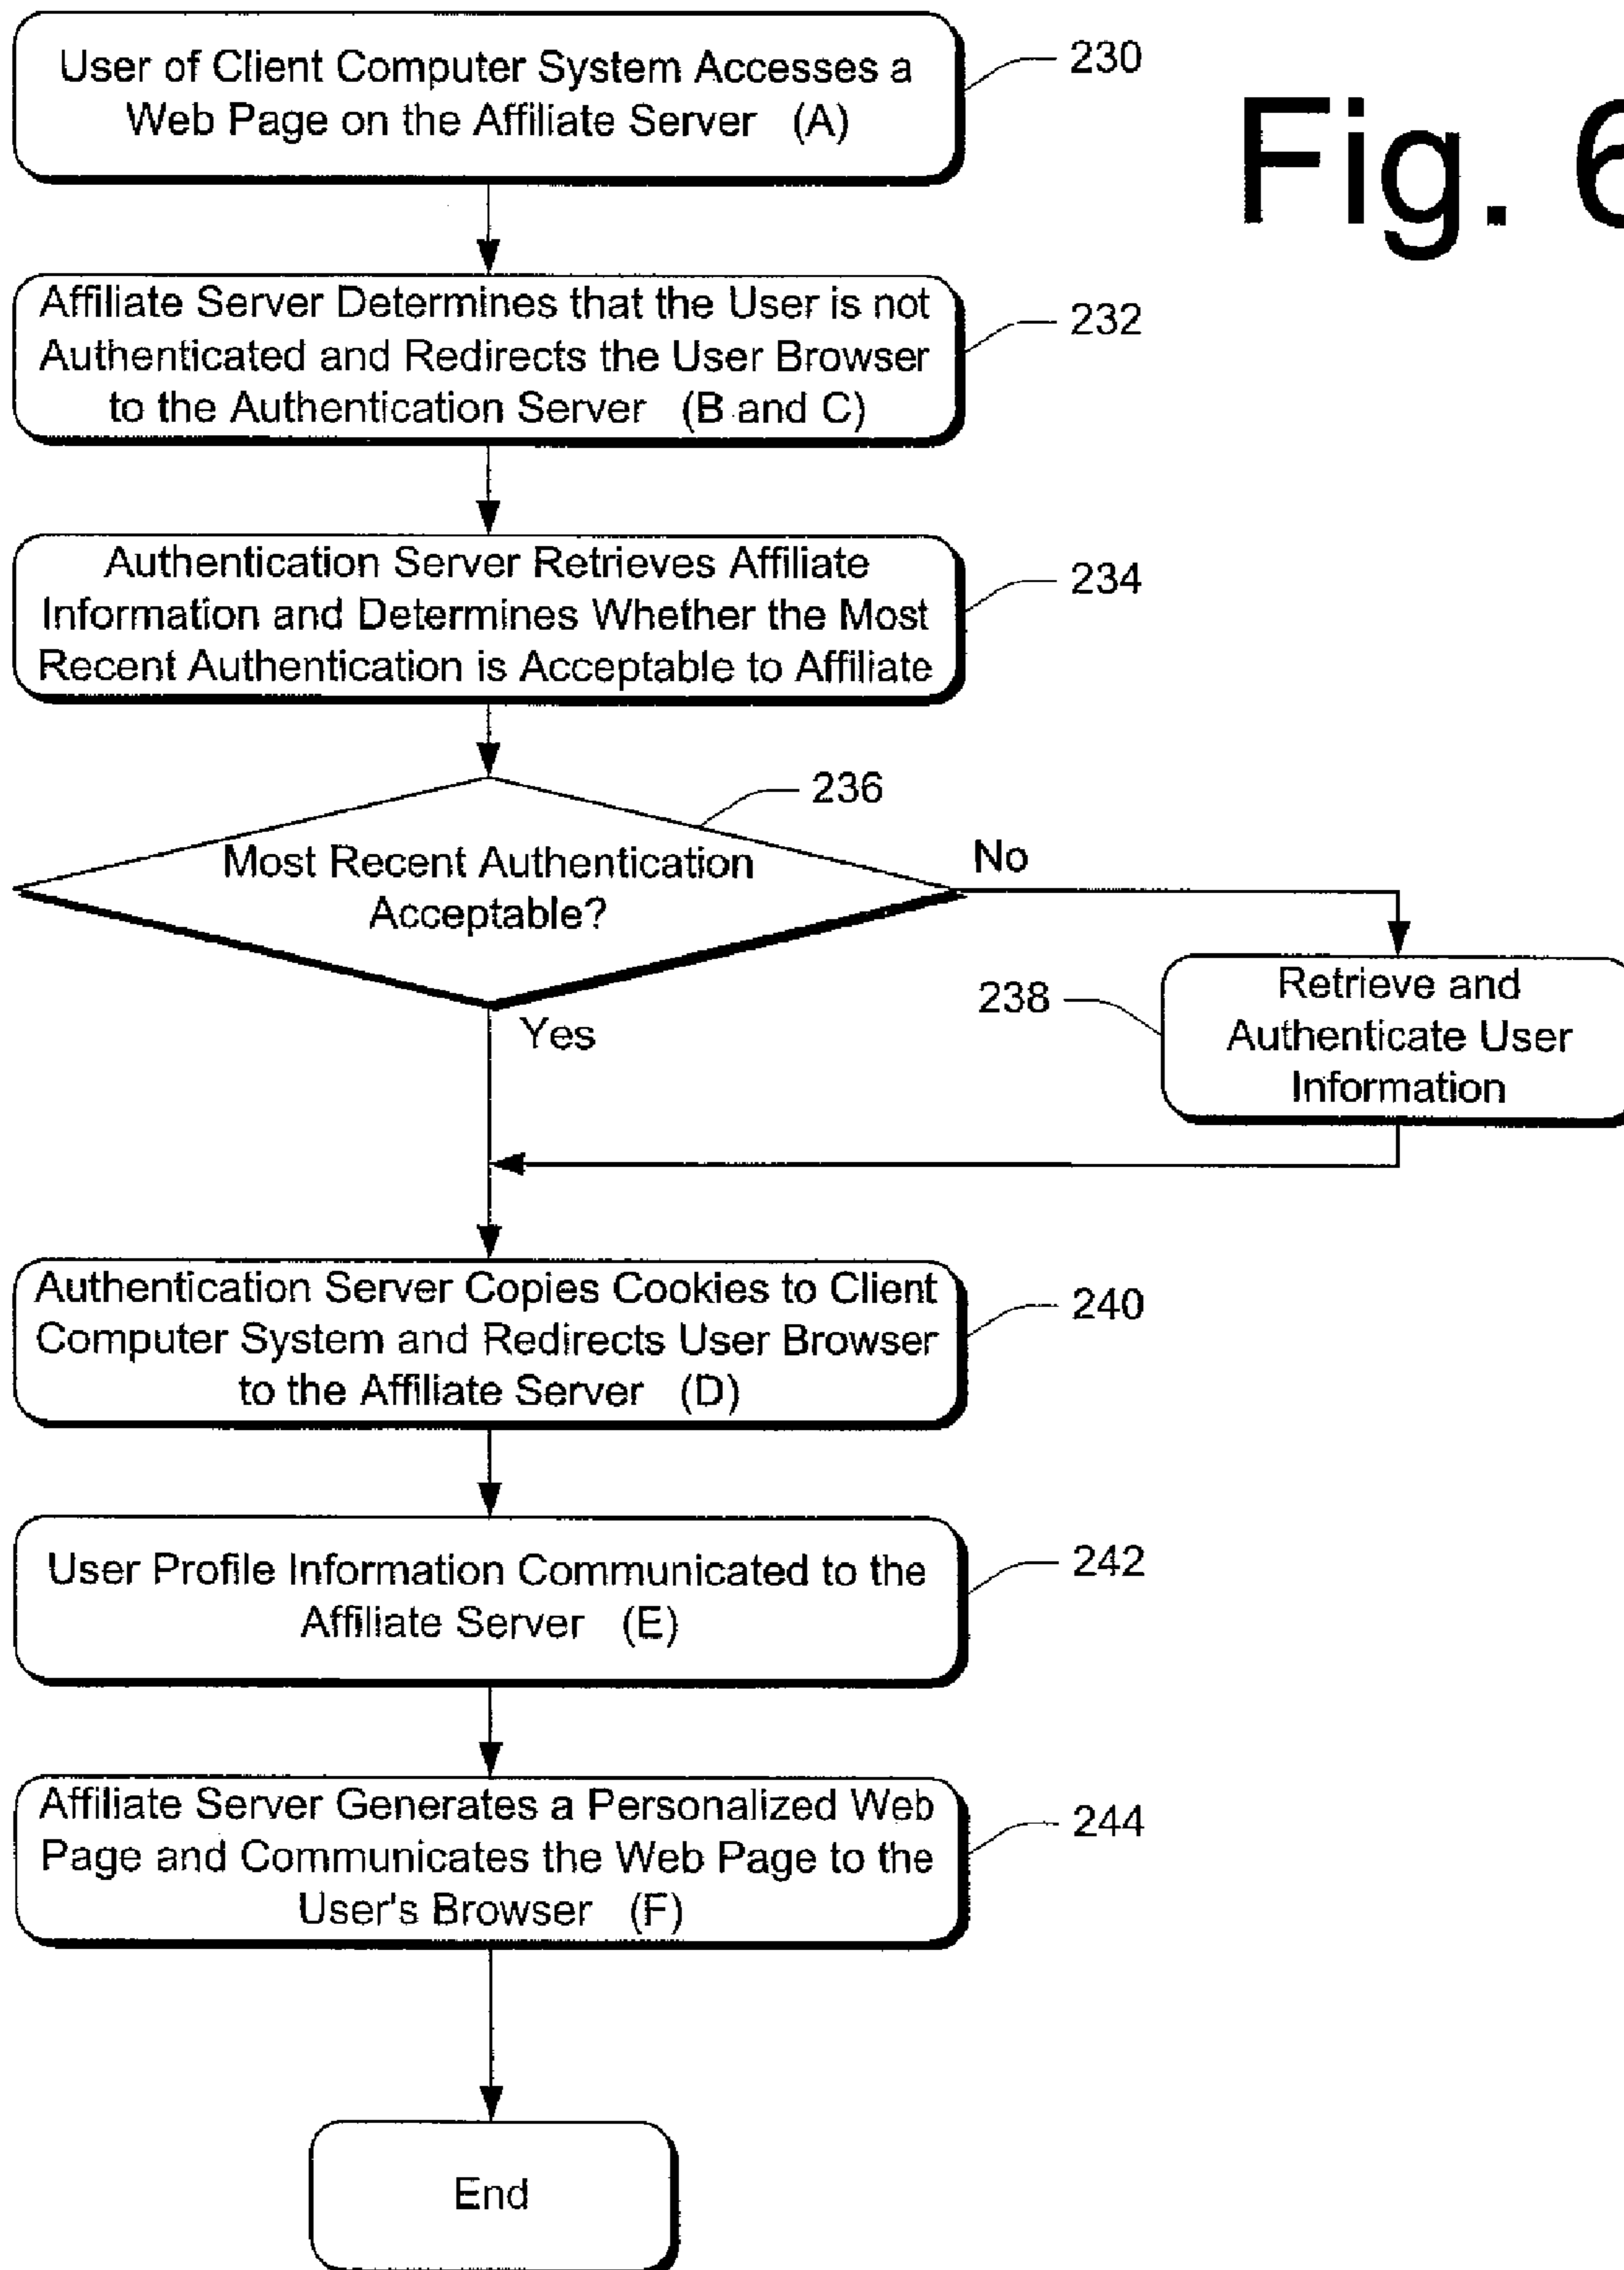 Fig. 6
User of Client Computer System Accesses a
Web Page on the Affiliate Server (A)
230
Affiliate Server Determines that the User is not
Authenticated and Redirects the User Browser
to the Authentication Server (B and C)
232
Authentication Server Retrieves Affiliate
Information and Determines Whether the Most
Recent Authentication is Acceptable to Affiliate
234
236
Most Recent Authentication
Acceptable?
No
Yes
238
Retrieve and
Authenticate User
Information
Authentication Server Copies Cookies to Client
Computer System and Redirects User Browser
to the Affiliate Server (D)
240
User Profile Information Communicated to the
Affiliate Server (E)
242
Affiliate Server Generates a Personalized Web
Page and Communicates the Web Page to the
User's Browser (F)
244
End